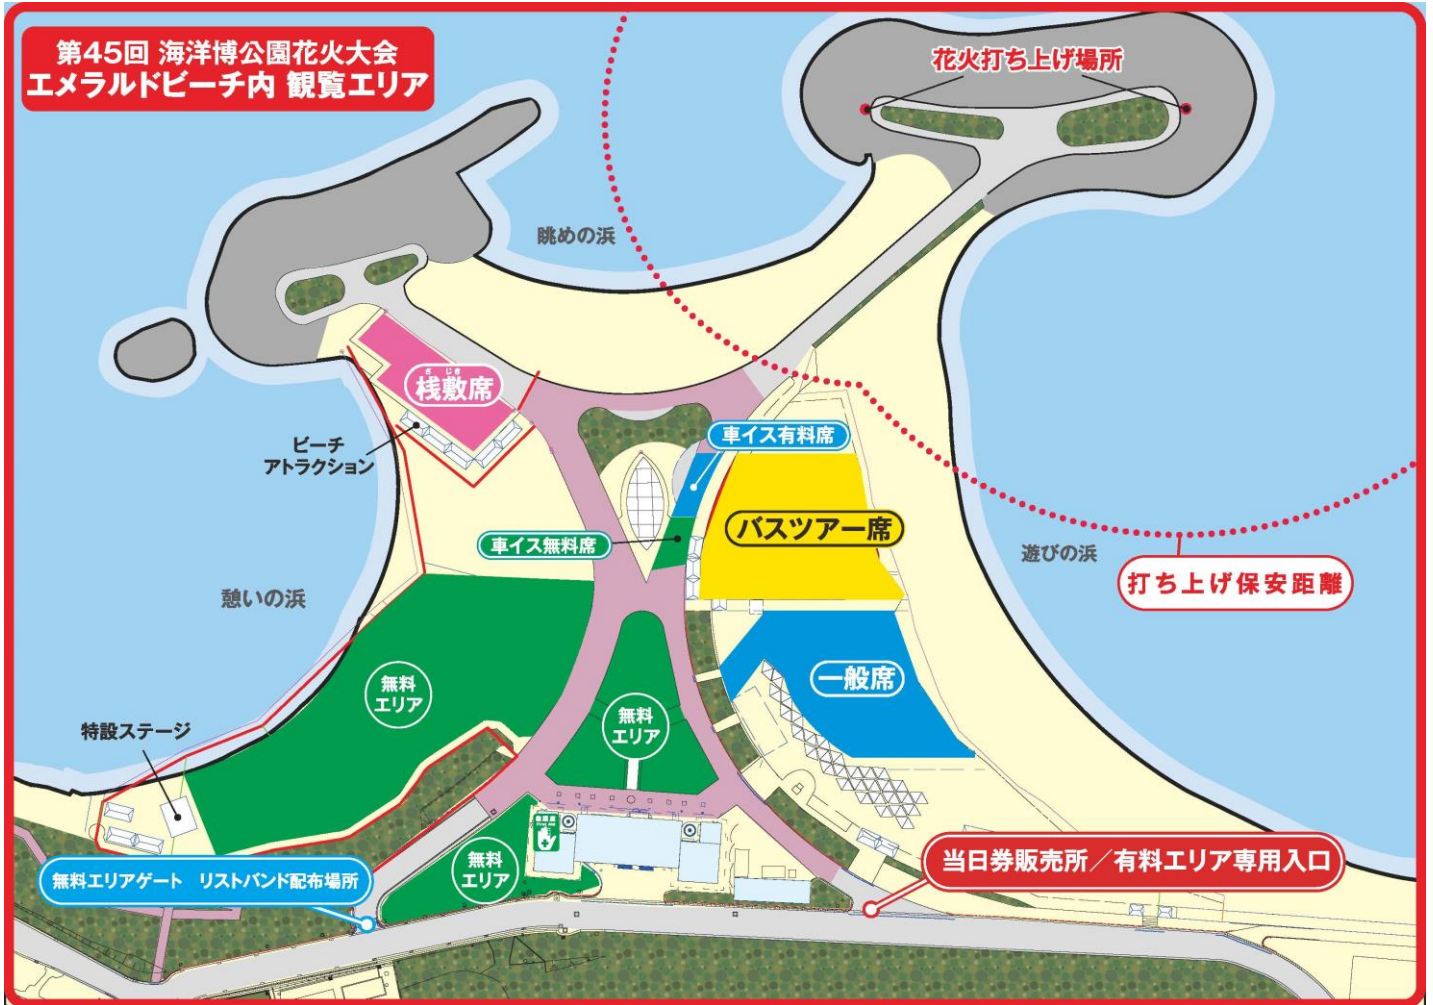 第45回 海洋博公園花火大会
エメラルドビーチ内 観覧エリア
花火打ち上げ場所
眺めの浜
さじき
桟敷席
ビーチ
アトラクション
車イス有料席
バスツアー席
車イス無料席
遊びの浜
打ち上げ保安距離
憩いの浜
無料
エリア
一般席
無料
エリア
特設ステージ
無料
エリア
当日券販売所／有料エリア専用入口
無料エリアゲート リストバンド配布場所